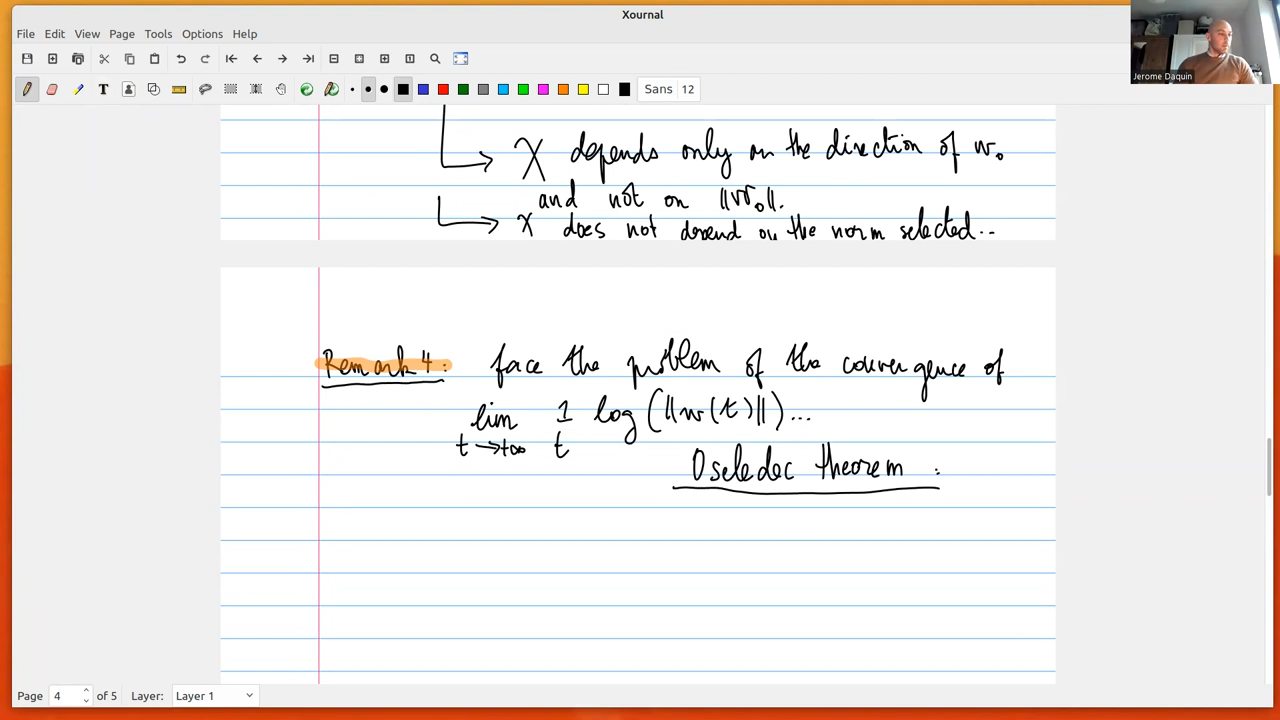 Xournal
File Edit View Page Tools Options Help
Jerome Daquin
Sans 12
χ depends only on the direction of w₀
and not on ||w₀||.
χ does not depend on the norm selected...
Remark 4: face the problem of the convergence of
lim 1 log(||w(t)||)...
t→+∞ t
Oseledec theorem :
Page 4 of 5 Layer: Layer 1